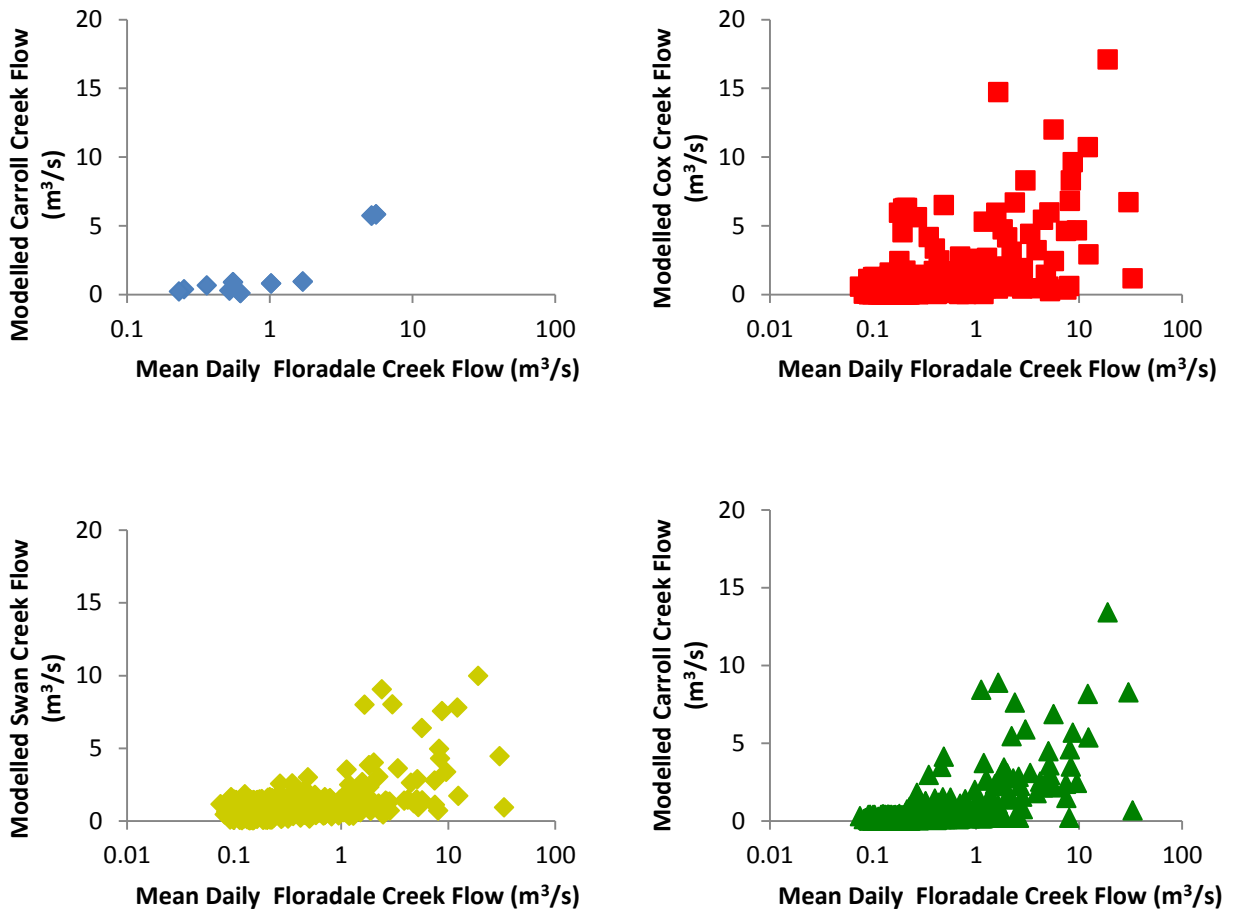 Modelled Carroll Creek Flow
(m³/s)
20
15
10
5
0
0.1 1 10 100
Mean Daily Floradale Creek Flow (m³/s)
Modelled Cox Creek Flow
(m³/s)
20
15
10
5
0
0.01 0.1 1 10 100
Mean Daily Floradale Creek Flow (m³/s)
Modelled Swan Creek Flow
(m³/s)
20
15
10
5
0
0.01 0.1 1 10 100
Mean Daily Floradale Creek Flow (m³/s)
Modelled Carroll Creek Flow
(m³/s)
20
15
10
5
0
0.01 0.1 1 10 100
Mean Daily Floradale Creek Flow (m³/s)